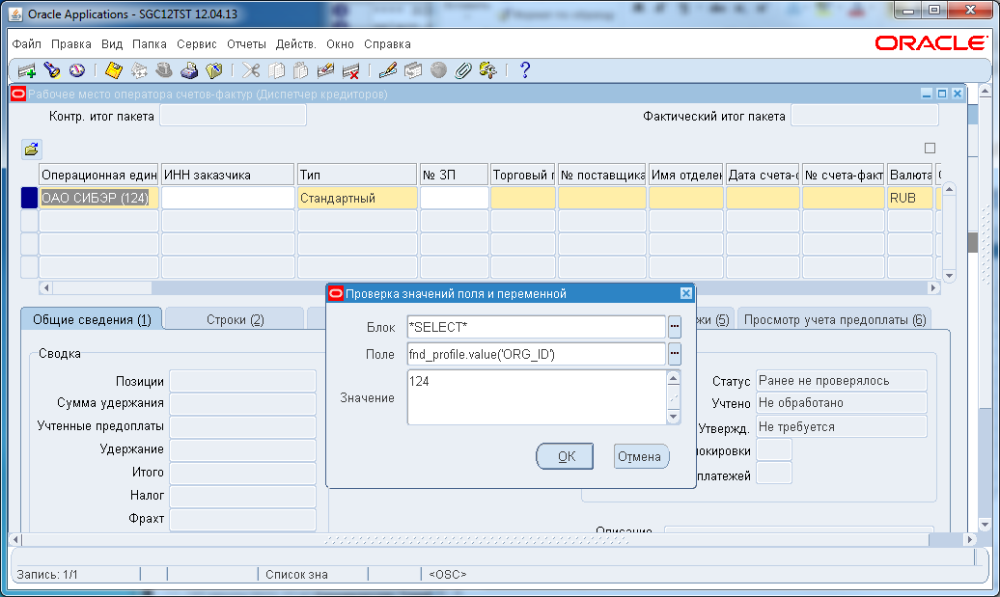 Oracle Applications - SGC12TST 12.04.13
Файл Правка Вид Папка Сервис Отчеты Действ. Окно Справка
ORACLE
Рабочее место оператора счетов-фактур (Диспетчер кредиторов)
Контр. итог пакета
Фактический итог пакета
Операционная един ИНН заказчика Тип № ЗП Торговый п № поставщика Имя отделен Дата счета-ф № счета-факт Валюта
ОАО СИБЭР (124) Стандартный RUB
Проверка значений поля и переменной
Блок *SELECT*
Поле fnd_profile.value('ORG_ID')
Значение 124
ОК Отмена
Общие сведения (1) Строки (2) ки (5) Просмотр учета предоплаты (6)
Сводка
Позиции
Сумма удержания
Учтенные предоплаты
Удержание
Итого
Налог
Фрахт
Статус Ранее не проверялось
Учтено Не обработано
Утвержд. Не требуется
локировки
платежей
Описание
Запись: 1/1 Список зна <OSC>